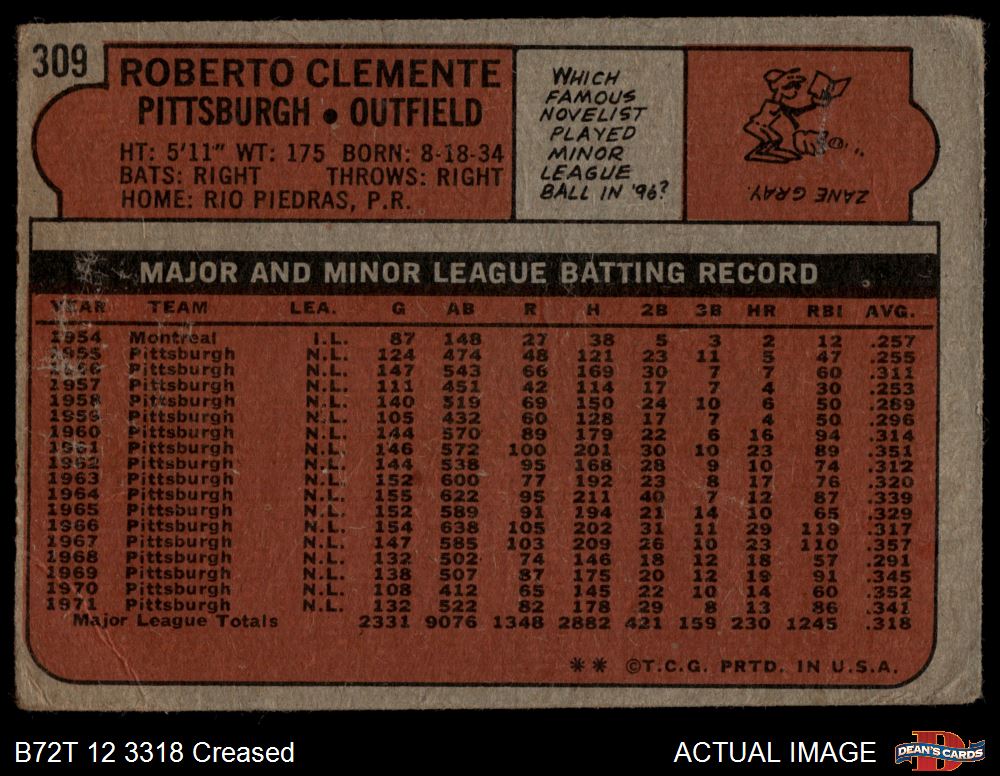 309
ROBERTO CLEMENTE
PITTSBURGH • OUTFIELD
HT: 5'11" WT: 175 BORN: 8-18-34
BATS: RIGHT THROWS: RIGHT
HOME: RIO PIEDRAS, P.R.
WHICH
FAMOUS
NOVELIST
PLAYED
MINOR
LEAGUE
BALL IN '96?
ZANE GRAY.
MAJOR AND MINOR LEAGUE BATTING RECORD
YEAR TEAM LEA. G AB R H 2B 3B HR RBI AVG.
1954 Montreal I.L. 87 148 27 38 5 3 2 12 .257
1955 Pittsburgh N.L. 124 474 48 121 23 11 5 47 .255
1956 Pittsburgh N.L. 147 543 66 169 30 7 7 60 .311
1957 Pittsburgh N.L. 111 451 42 114 17 7 4 30 .253
1958 Pittsburgh N.L. 140 519 69 150 24 10 6 50 .289
1959 Pittsburgh N.L. 105 432 60 128 17 7 4 50 .296
1960 Pittsburgh N.L. 144 570 89 179 22 6 16 94 .314
1961 Pittsburgh N.L. 146 572 100 201 30 10 23 89 .351
1962 Pittsburgh N.L. 144 538 95 168 28 9 10 74 .312
1963 Pittsburgh N.L. 152 600 77 192 23 8 17 76 .320
1964 Pittsburgh N.L. 155 622 95 211 40 7 12 87 .339
1965 Pittsburgh N.L. 152 589 91 194 21 14 10 65 .329
1966 Pittsburgh N.L. 154 638 105 202 31 11 29 119 .317
1967 Pittsburgh N.L. 147 585 103 209 26 10 23 110 .357
1968 Pittsburgh N.L. 132 502 74 146 18 12 18 57 .291
1969 Pittsburgh N.L. 138 507 87 175 20 12 19 91 .345
1970 Pittsburgh N.L. 108 412 65 145 22 10 14 60 .352
1971 Pittsburgh N.L. 132 522 82 178 29 8 13 86 .341
Major League Totals 2331 9076 1348 2882 421 159 230 1245 .318
** ©T.C.G. PRTD. IN U.S.A.
B72T 12 3318 Creased
ACTUAL IMAGE
D
DEAN'S CARDS